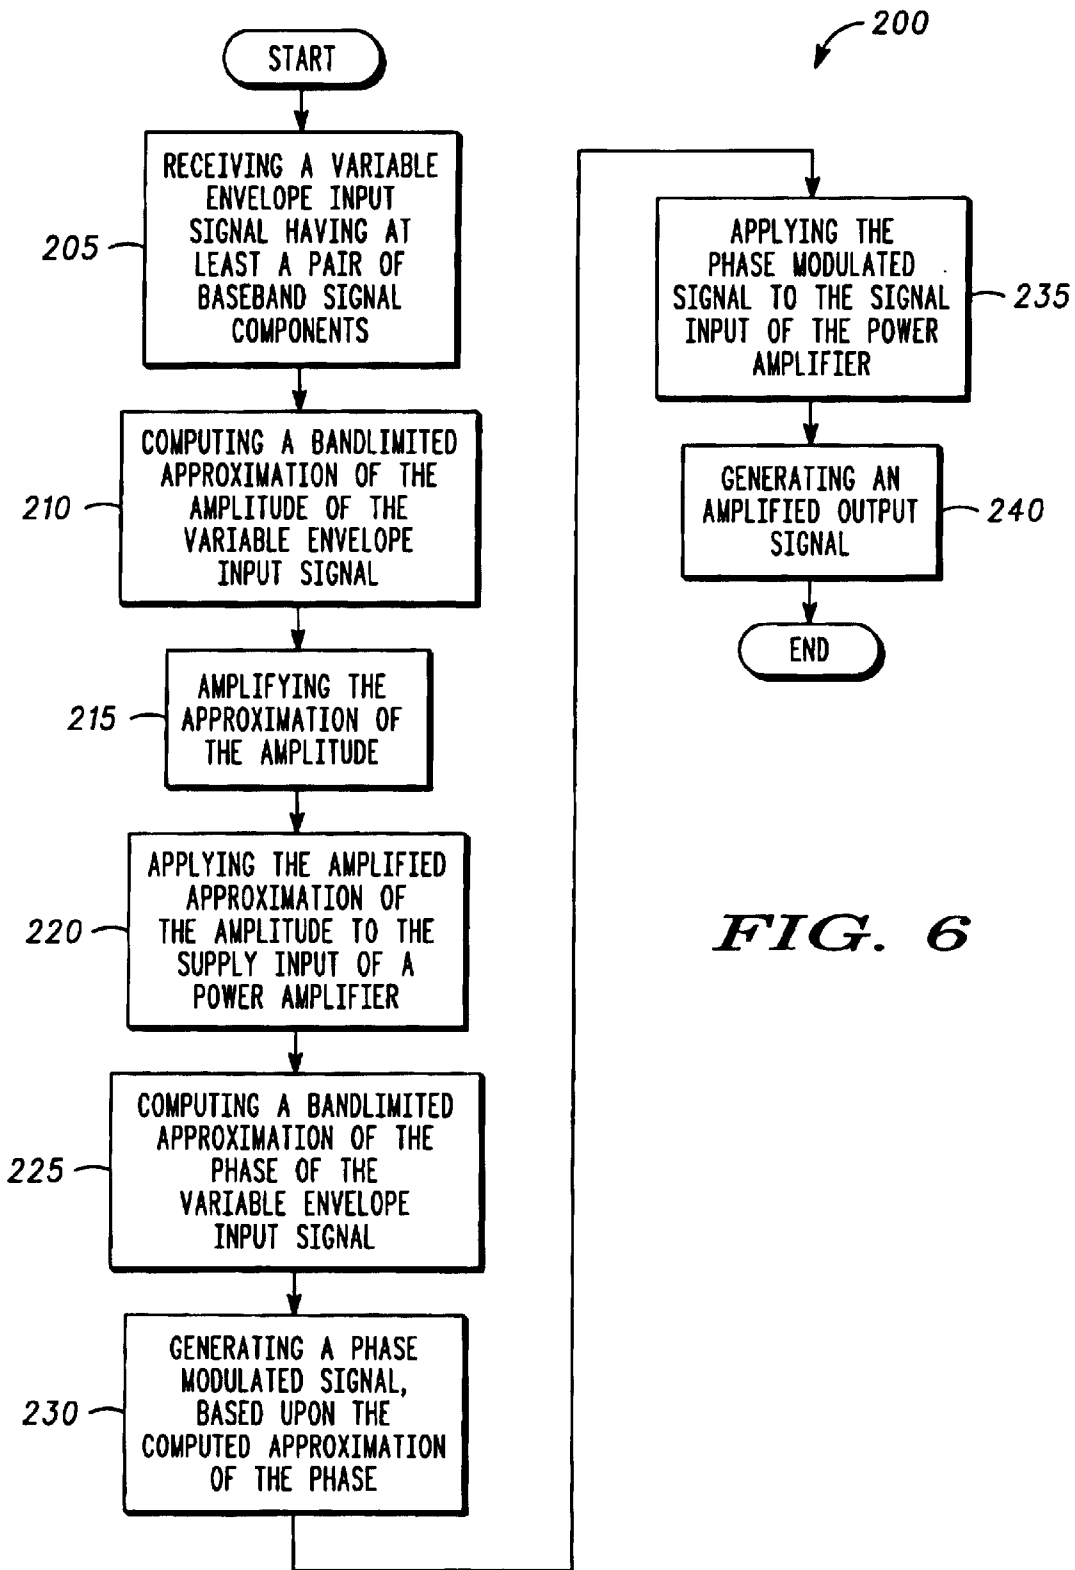 200
START
205
RECEIVING A VARIABLE
ENVELOPE INPUT
SIGNAL HAVING AT
LEAST A PAIR OF
BASEBAND SIGNAL
COMPONENTS
210
COMPUTING A BANDLIMITED
APPROXIMATION OF THE
AMPLITUDE OF THE
VARIABLE ENVELOPE
INPUT SIGNAL
215
AMPLIFYING THE
APPROXIMATION OF
THE AMPLITUDE
220
APPLYING THE AMPLIFIED
APPROXIMATION OF
THE AMPLITUDE TO THE
SUPPLY INPUT OF A
POWER AMPLIFIER
225
COMPUTING A BANDLIMITED
APPROXIMATION OF THE
PHASE OF THE
VARIABLE ENVELOPE
INPUT SIGNAL
230
GENERATING A PHASE
MODULATED SIGNAL,
BASED UPON THE
COMPUTED APPROXIMATION
OF THE PHASE
APPLYING THE
PHASE MODULATED
SIGNAL TO THE SIGNAL
INPUT OF THE POWER
AMPLIFIER
235
GENERATING AN
AMPLIFIED OUTPUT
SIGNAL
240
END
FIG. 6